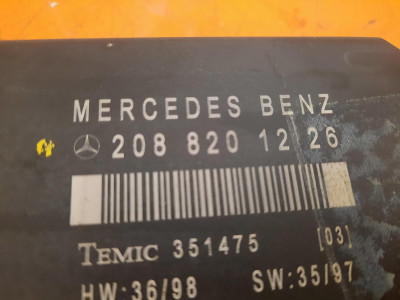 MERCEDES BENZ
208 820 12 26
TEMIC 351475 [03]
HW:36/98 SW:35/97